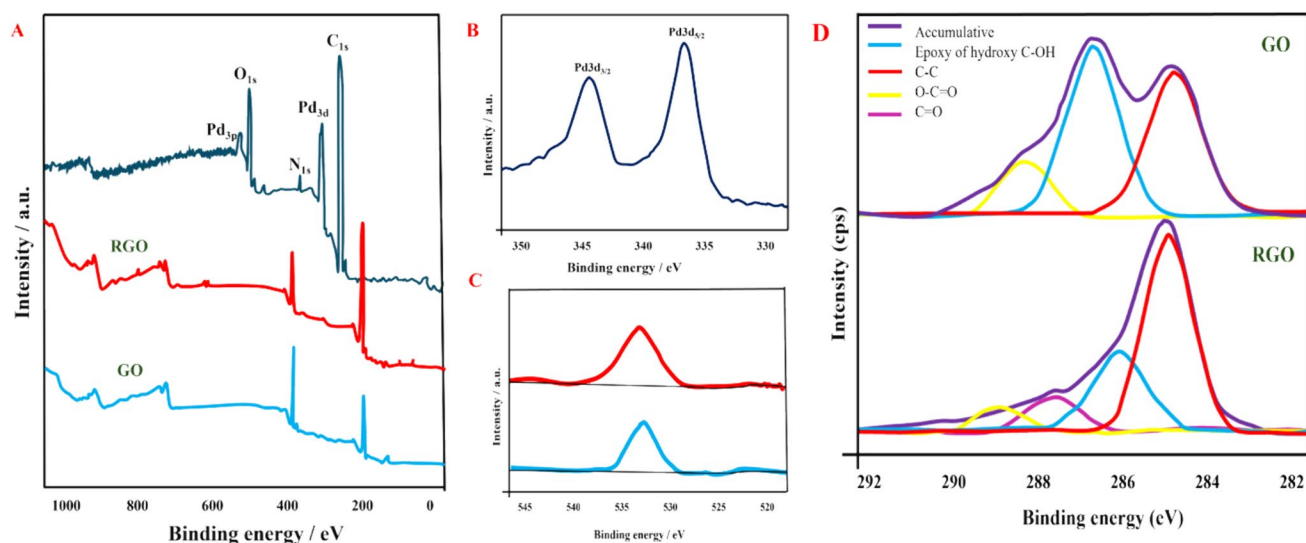 A
C1s
O1s
Pd3d
Pd3p
N1s
RGO
GO
Intensity / a.u.
1000 800 600 400 200 0
Binding energy / eV
B
Pd3d5/2
Pd3d3/2
Intensity / a.u.
350 345 340 335 330
Binding energy / eV
C
Intensity / a.u.
545 540 535 530 525 520
Binding energy / eV
D
GO
Accumulative
Epoxy of hydroxy C-OH
C-C
O-C=O
C=O
RGO
Intensity (cps)
292 290 288 286 284 282
Binding energy (eV)